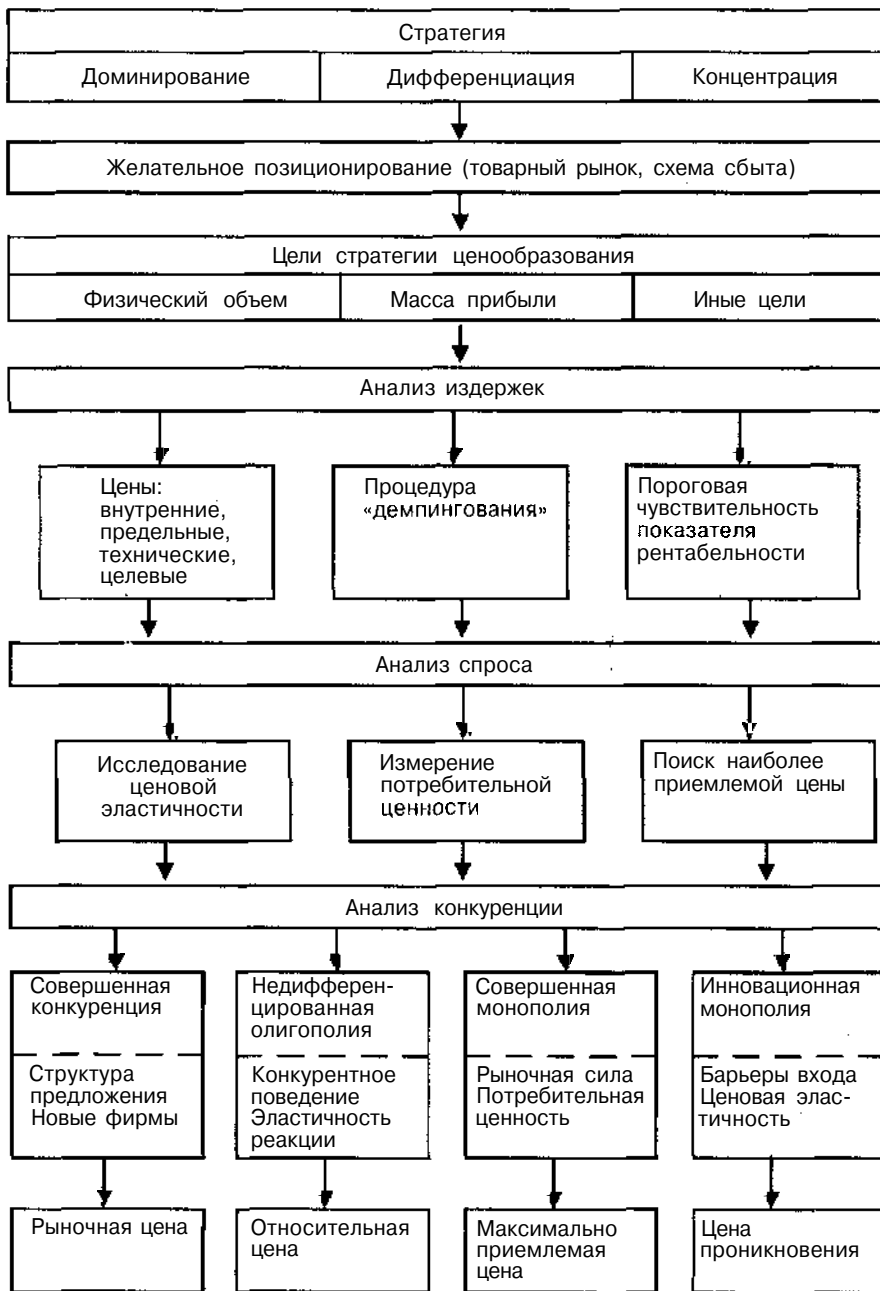 Стратегия
Доминирование
Дифференциация
Концентрация
Желательное позиционирование (товарный рынок, схема сбыта)
Цели стратегии ценообразования
Физический объем
Масса прибыли
Иные цели
Анализ издержек
Цены:
внутренние,
предельные,
технические,
целевые
Процедура
«демпингования»
Пороговая
чувствительность
показателя
рентабельности
Анализ спроса
Исследование
ценовой
эластичности
Измерение
потребительной
ценности
Поиск наиболее
приемлемой цены
Анализ конкуренции
Совершенная
конкуренция
Структура
предложения
Новые фирмы
Недифферен-
цированная
олигополия
Конкурентное
поведение
Эластичность
реакции
Совершенная
монополия
Рыночная сила
Потребительная
ценность
Инновационная
монополия
Барьеры входа
Ценовая элас-
тичность
Рыночная цена
Относительная
цена
Максимально
приемлемая
цена
Цена
проникновения